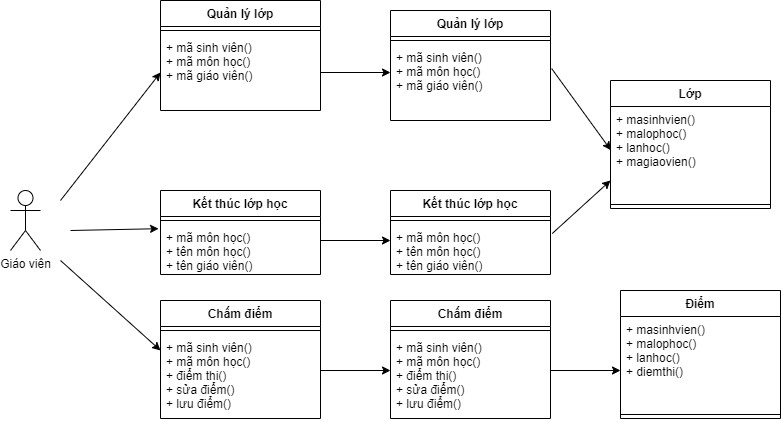 Quản lý lớp
+ mã sinh viên()
+ mã môn học()
+ mã giáo viên()
Quản lý lớp
+ mã sinh viên()
+ mã môn học()
+ mã giáo viên()
Lớp
+ masinhvien()
+ malophoc()
+ lanhoc()
+ magiaovien()
Giáo viên
Kết thúc lớp học
+ mã môn học()
+ tên môn học()
+ tên giáo viên()
Kết thúc lớp học
+ mã môn học()
+ tên môn học()
+ tên giáo viên()
Chấm điểm
+ mã sinh viên()
+ mã môn học()
+ điểm thi()
+ sửa điểm()
+ lưu điểm()
Chấm điểm
+ mã sinh viên()
+ mã môn học()
+ điểm thi()
+ sửa điểm()
+ lưu điểm()
Điểm
+ masinhvien()
+ malophoc()
+ lanhoc()
+ diemthi()